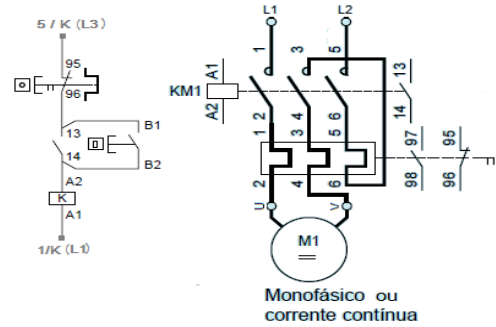 5 / K (L3)
95
96
13
14
B1
B2
A2
K
A1
1/K (L1)
L1
L2
1
3
5
KM1
A1
A2
13
14
2
4
6
1
3
5
97
98
95
96
2
4
6
U
V
M1
Monofásico ou
corrente contínua